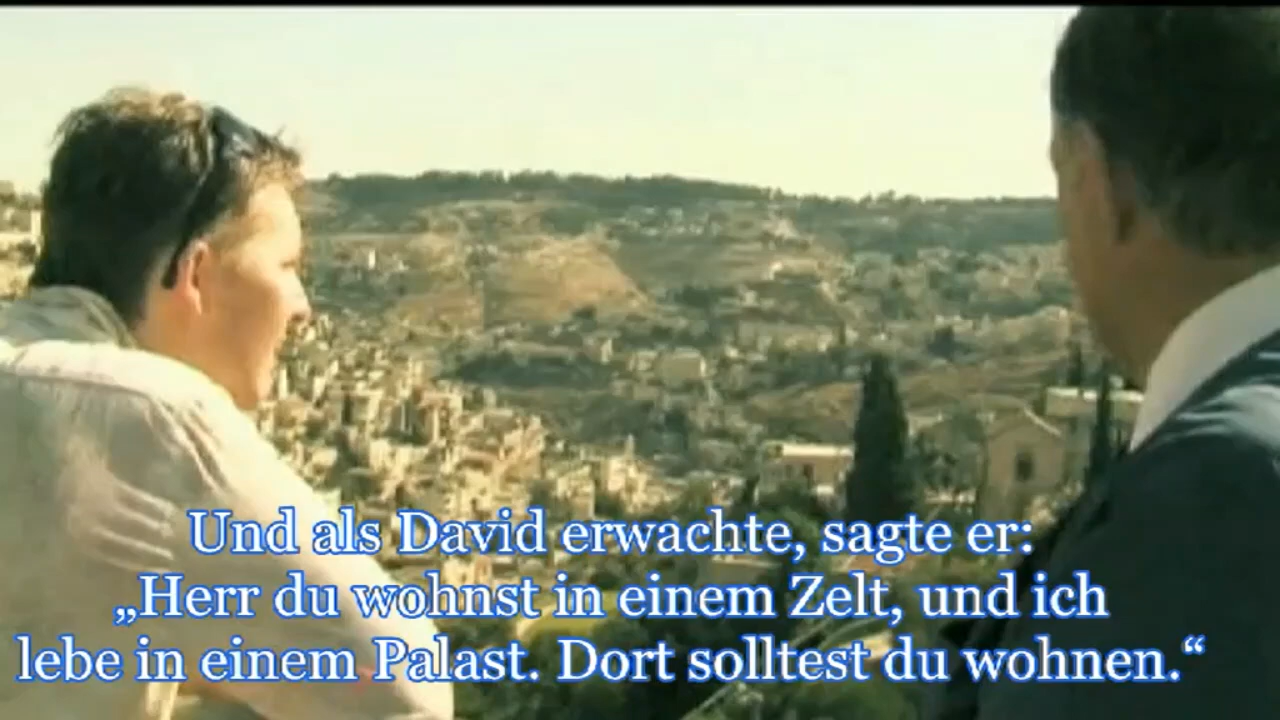 Und als David erwachte, sagte er:
„Herr du wohnst in einem Zelt, und ich
lebe in einem Palast. Dort solltest du wohnen.“